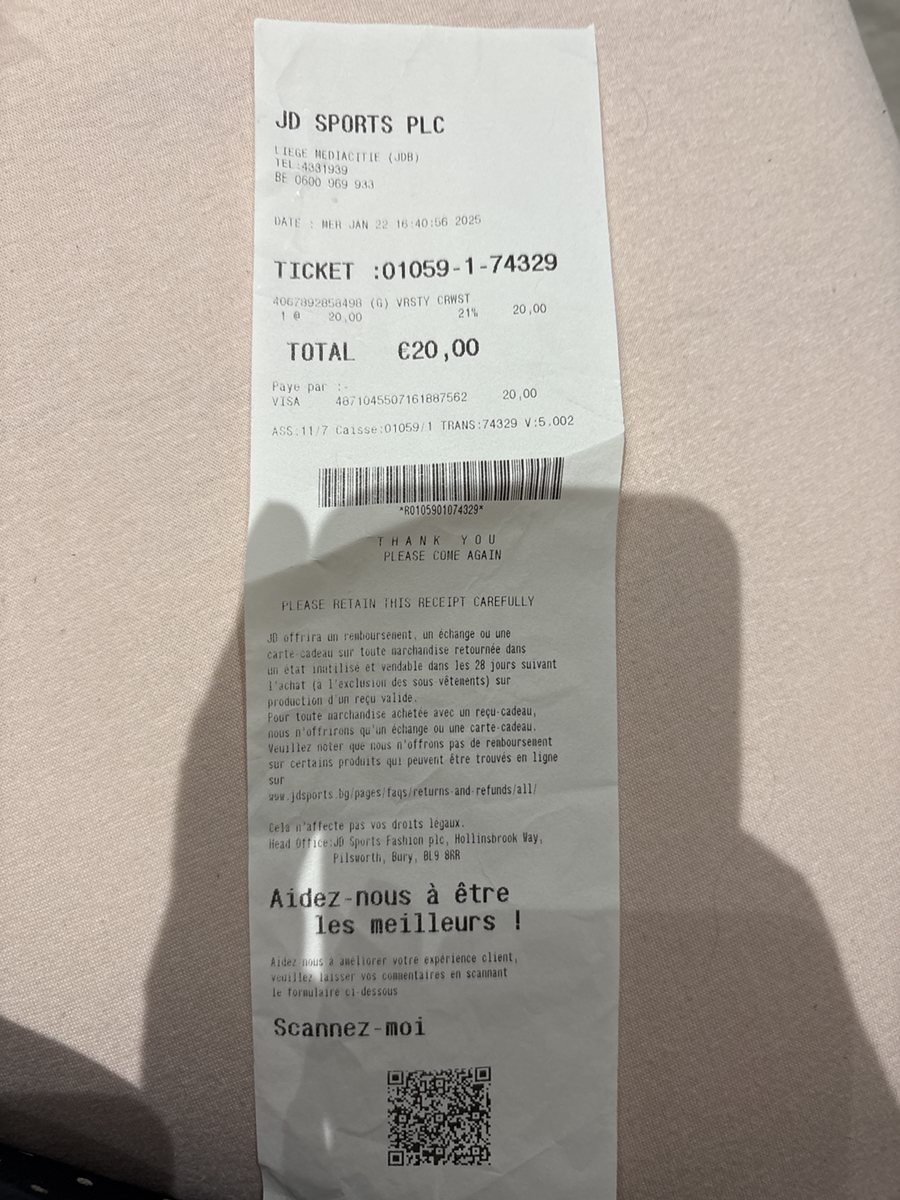 JD SPORTS PLC
LIEGE MEDIACITIE (JDB)
TEL:4331939
BE 0600 969 933
DATE : MER JAN 22 16:40:56 2025
TICKET :01059-1-74329
4067892858498 (G) VRSTY CRWST
1 @ 20,00 21% 20,00
TOTAL €20,00
Paye par :-
VISA 4871045507161887562 20,00
ASS:11/7 Caisse:01059/1 TRANS:74329 V:5.002
*R0105901074329*
THANK YOU
PLEASE COME AGAIN
PLEASE RETAIN THIS RECEIPT CAREFULLY
JD offrira un remboursement, un échange ou une
carte-cadeau sur toute marchandise retournée dans
un état inutilisé et vendable dans les 28 jours suivant
l'achat (à l'exclusion des sous vêtements) sur
production d'un reçu valide.
Pour toute marchandise achetée avec un reçu-cadeau,
nous n'offrirons qu'un échange ou une carte-cadeau.
Veuillez noter que nous n'offrons pas de remboursement
sur certains produits qui peuvent être trouvés en ligne
sur
www.jdsports.bg/pages/faqs/returns-and-refunds/all/
Cela n'affecte pas vos droits légaux.
Head Office:JD Sports Fashion plc, Hollinsbrook Way,
Pilsworth, Bury, BL9 8RR
Aidez-nous à être
les meilleurs !
Aidez-nous à améliorer votre expérience client,
veuillez laisser vos commentaires en scannant
le formulaire ci-dessous
Scannez-moi